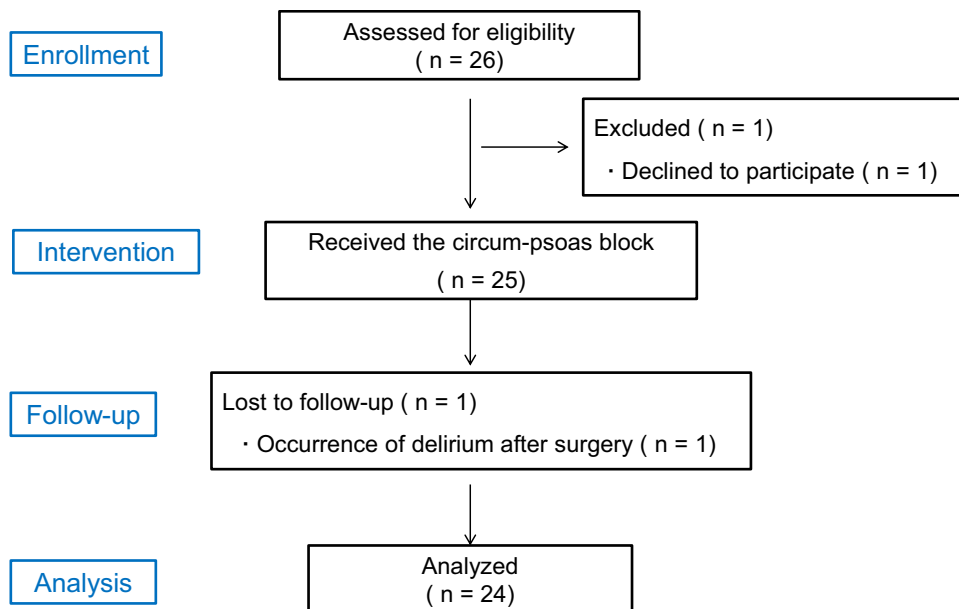 Enrollment
Assessed for eligibility
( n = 26)
Excluded ( n = 1)
・Declined to participate ( n = 1)
Intervention
Received the circum-psoas block
( n = 25)
Follow-up
Lost to follow-up ( n = 1)
・Occurrence of delirium after surgery ( n = 1)
Analysis
Analyzed
( n = 24)